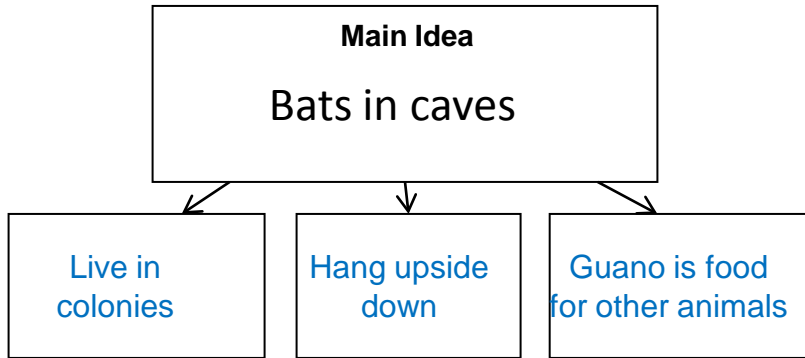 Main Idea
Bats in caves
Live in
colonies
Hang upside
down
Guano is food
for other animals